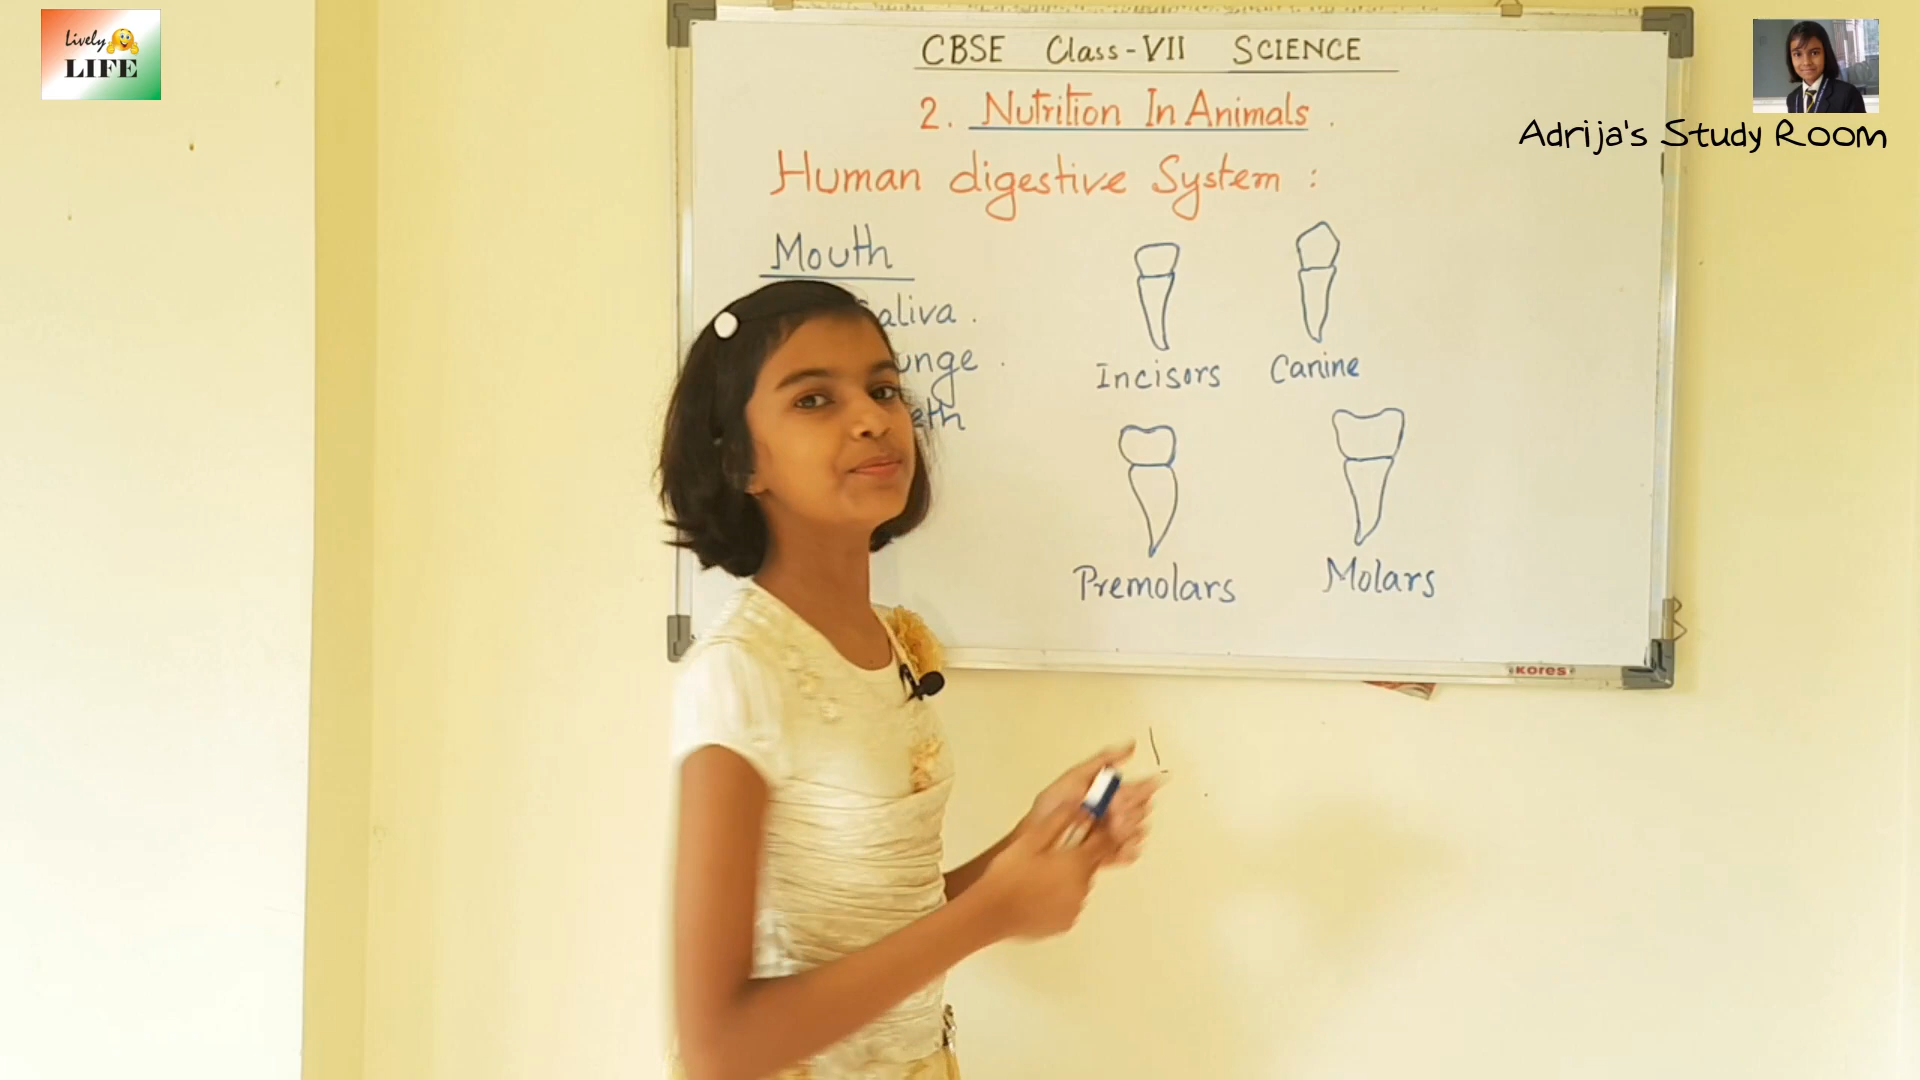 Lively
LIFE
Adrija's Study Room
CBSE Class-VII SCIENCE
2. Nutrition In Animals.
Human digestive System :
Mouth
aliva.
unge.
eth
Incisors
Canine
Premolars
Molars
Kores